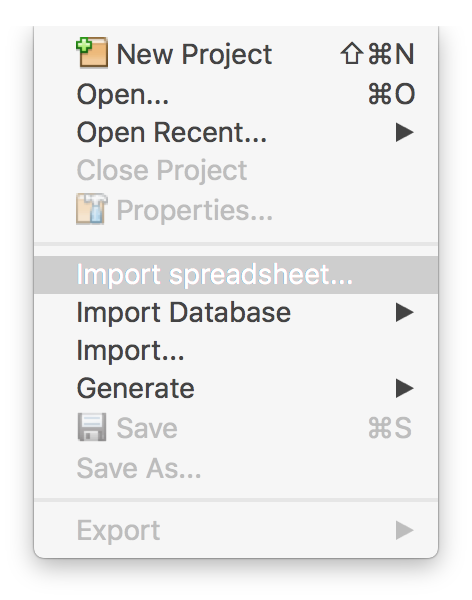 New Project ⇧⌘N
Open... ⌘O
Open Recent... ▶
Close Project
Properties...
Import spreadsheet...
Import Database ▶
Import...
Generate ▶
Save ⌘S
Save As...
Export ▶